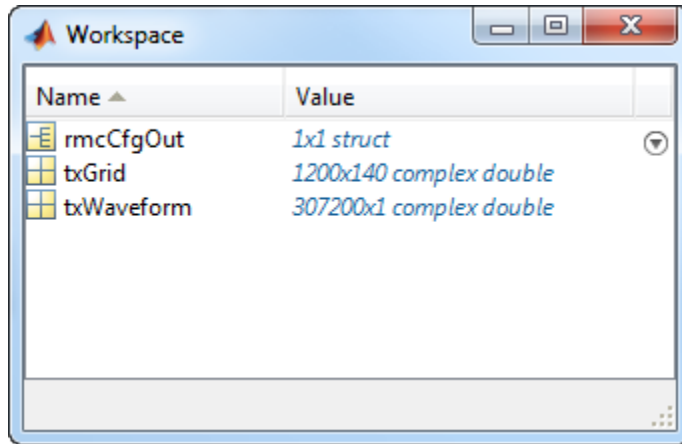 Workspace
Name Value
rmcCfgOut 1x1 struct
txGrid 1200x140 complex double
txWaveform 307200x1 complex double